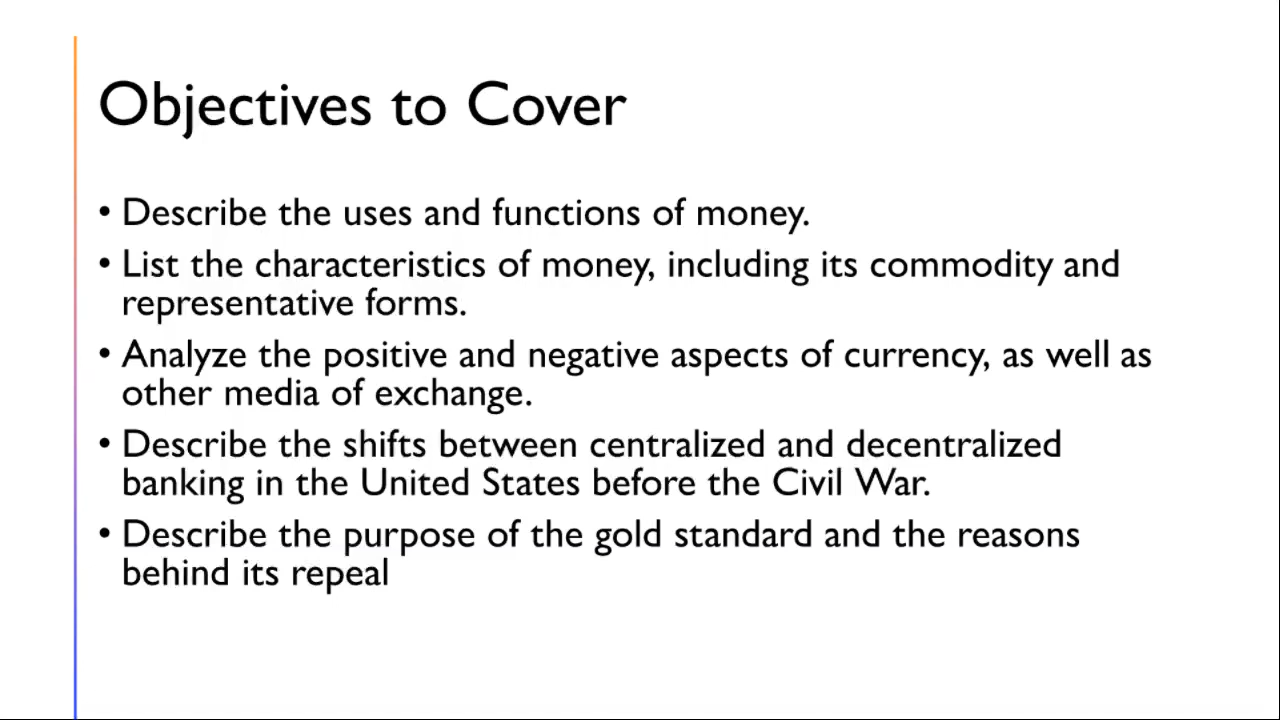 Objectives to Cover
• Describe the uses and functions of money.
• List the characteristics of money, including its commodity and
representative forms.
• Analyze the positive and negative aspects of currency, as well as
other media of exchange.
• Describe the shifts between centralized and decentralized
banking in the United States before the Civil War.
• Describe the purpose of the gold standard and the reasons
behind its repeal